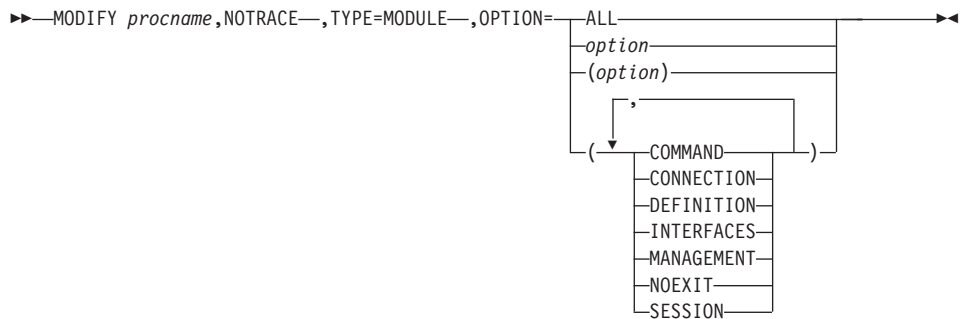 MODIFY procname,NOTRACE ,TYPE=MODULE ,OPTION= ALL
option
(option)
,
( COMMAND )
CONNECTION
DEFINITION
INTERFACES
MANAGEMENT
NOEXIT
SESSION